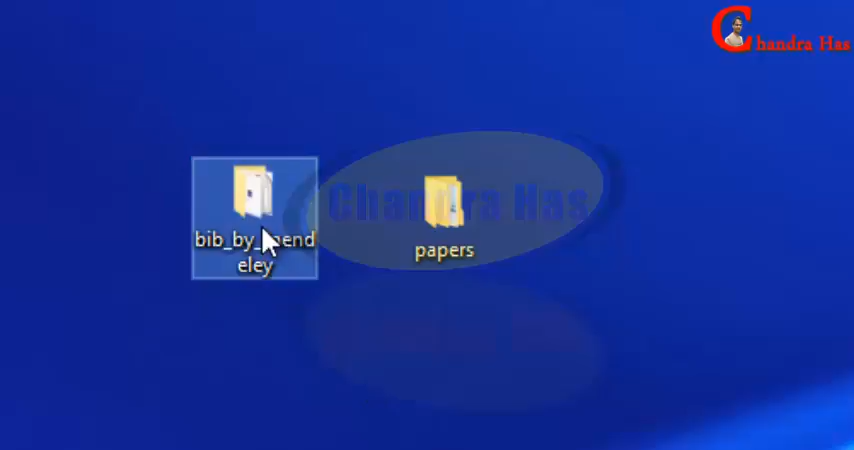 Chandra Has
Chandra Has
bib_by_mend
eley
papers